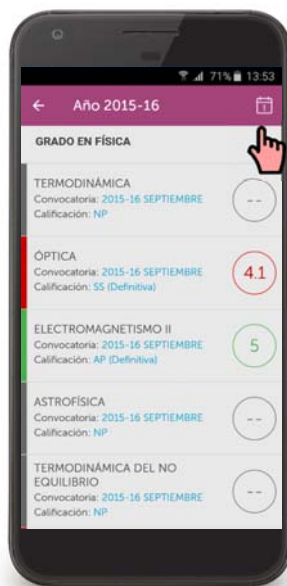 71% 13:53
Año 2015-16
1
GRADO EN FÍSICA
TERMODINÁMICA
Convocatoria: 2015-16 SEPTIEMBRE
Calificación: NP
--
ÓPTICA
Convocatoria: 2015-16 SEPTIEMBRE
Calificación: SS (Definitiva)
4.1
ELECTROMAGNETISMO II
Convocatoria: 2015-16 SEPTIEMBRE
Calificación: AP (Definitiva)
5
ASTROFÍSICA
Convocatoria: 2015-16 SEPTIEMBRE
Calificación: NP
--
TERMODINÁMICA DEL NO
EQUILIBRIO
Convocatoria: 2015-16 SEPTIEMBRE
Calificación: NP
--